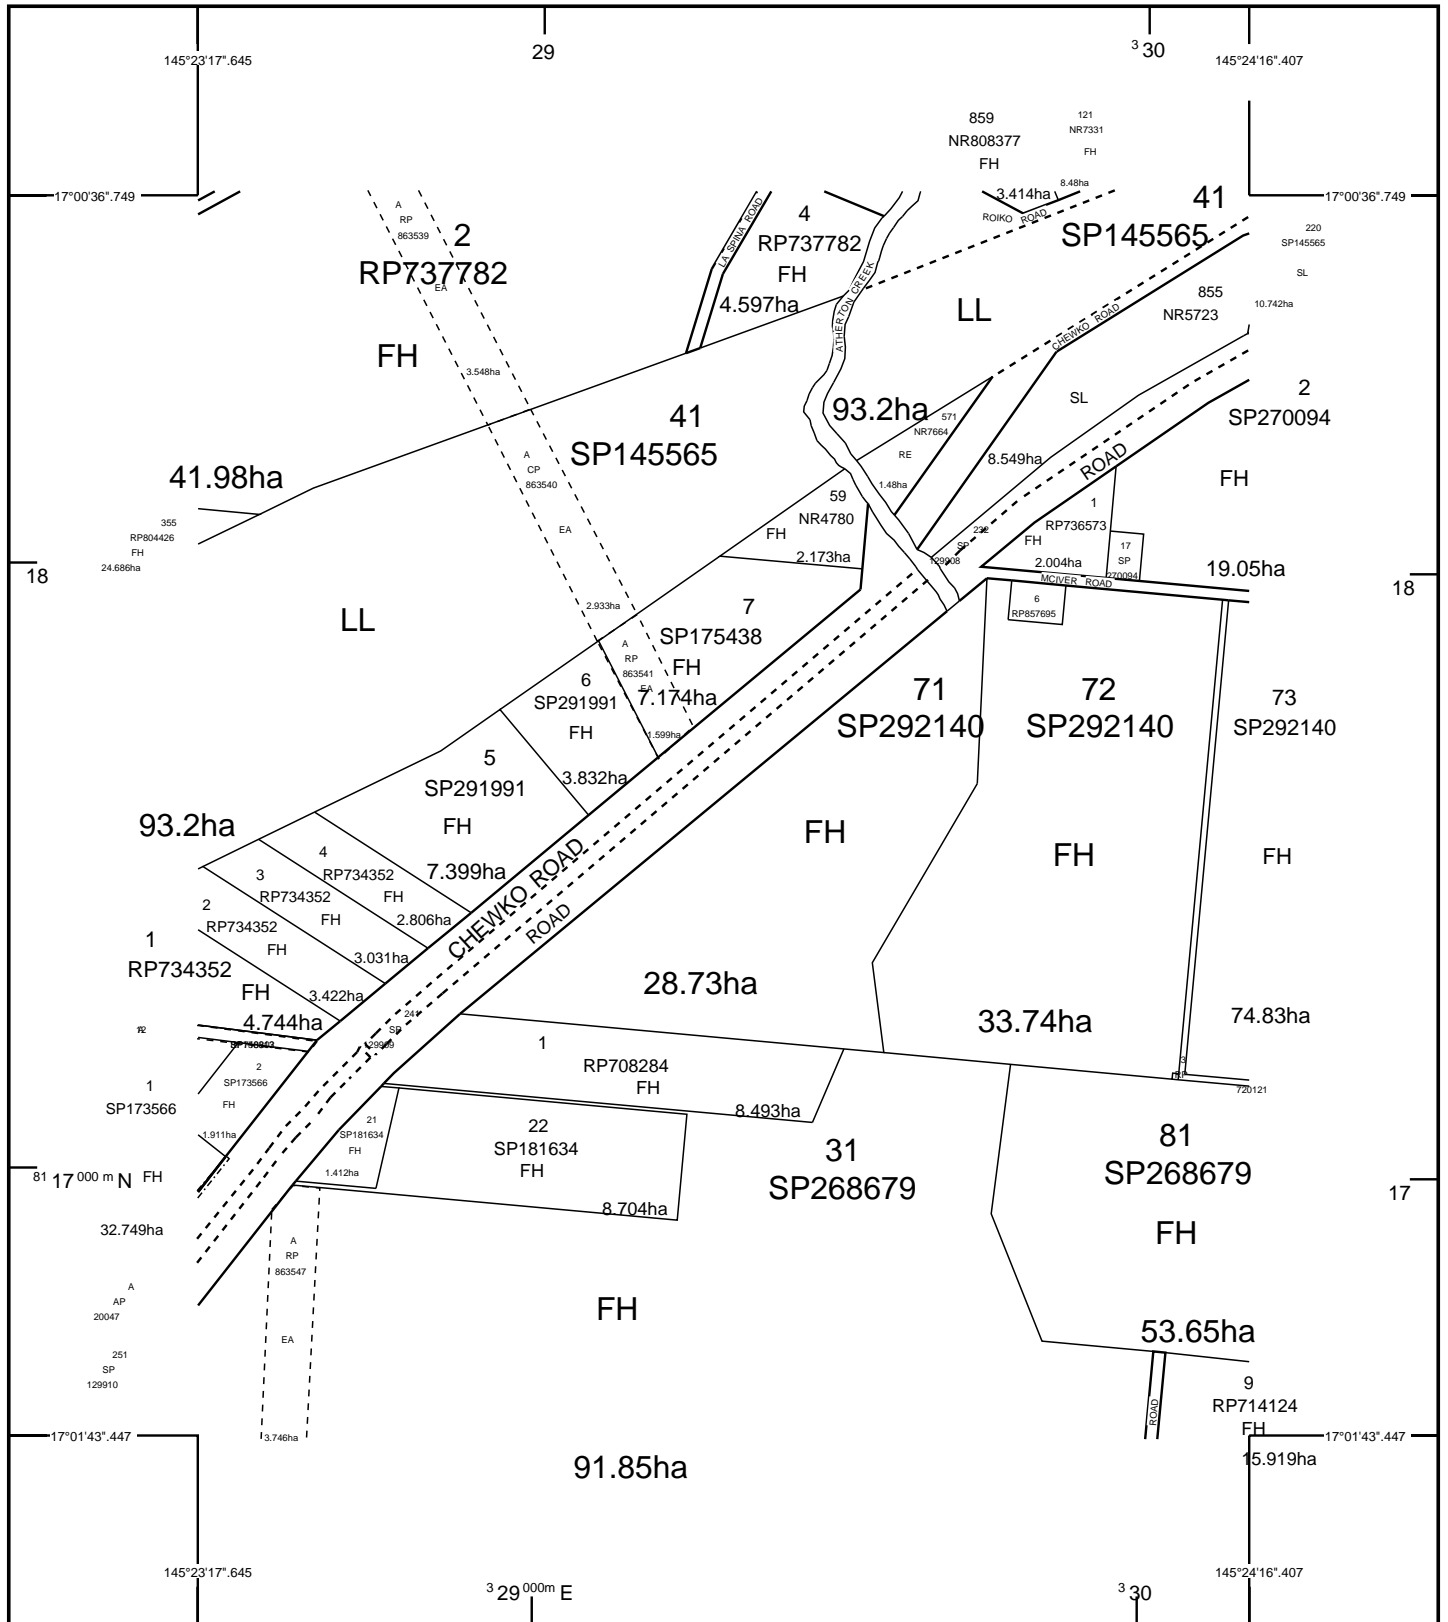 29
3 30
145°23'17".645
145°24'16".407
859
NR808377
FH
3.414ha
121
NR7331
FH
8.48ha
17°00'36".749
17°00'36".749
A
RP
863539
2
RP737782
EA
FH
3.548ha
LA SPINA ROAD
4
RP737782
FH
4.597ha
ATHERTON CREEK
ROIKO ROAD
41
SP145565
LL
93.2ha
CHEWKO ROAD
220
SP145565
SL
10.742ha
855
NR5723
SL
8.549ha
2
SP270094
FH
19.05ha
41
SP145565
41.98ha
A
CP
863540
EA
2.933ha
571
NR7664
RE
1.48ha
355
RP804426
FH
24.686ha
59
NR4780
FH
2.173ha
ROAD
232
SP
129908
1
RP736573
FH
2.004ha
17
SP
270094
MCIVER ROAD
18
18
6
RP857695
LL
7
SP175438
FH
7.174ha
A
RP
863541
EA
1.599ha
6
SP291991
FH
3.832ha
71
SP292140
FH
28.73ha
72
SP292140
FH
33.74ha
73
SP292140
FH
74.83ha
5
SP291991
FH
7.399ha
93.2ha
4
RP734352
FH
2.806ha
3
RP734352
FH
3.031ha
2
RP734352
FH
3.422ha
1
RP734352
FH
4.744ha
CHEWKO ROAD
ROAD
241
SP
129909
2
SP173566
FH
1.911ha
1
SP173566
FH
32.749ha
1
RP708284
FH
8.493ha
3
RP
720121
21
SP181634
FH
1.412ha
22
SP181634
FH
8.704ha
31
SP268679
FH
91.85ha
81
SP268679
FH
53.65ha
81 17 000 m N
17
A
RP
863547
EA
3.746ha
A
AP
20047
251
SP
129910
ROAD
9
RP714124
FH
15.919ha
17°01'43".447
17°01'43".447
145°23'17".645
145°24'16".407
3 29 000m E
3 30